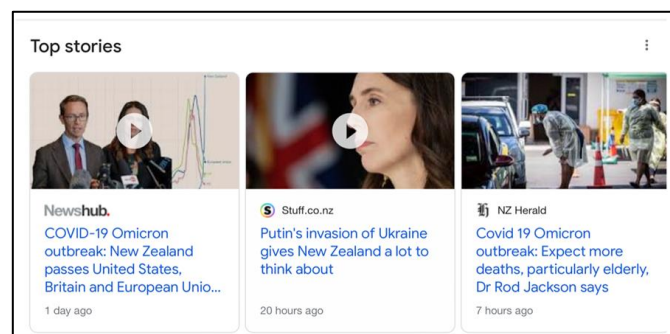 Top stories
Newshub.
COVID-19 Omicron
outbreak: New Zealand
passes United States,
Britain and European Unio...
1 day ago
Stuff.co.nz
Putin's invasion of Ukraine
gives New Zealand a lot to
think about
20 hours ago
NZ Herald
Covid 19 Omicron
outbreak: Expect more
deaths, particularly elderly,
Dr Rod Jackson says
7 hours ago